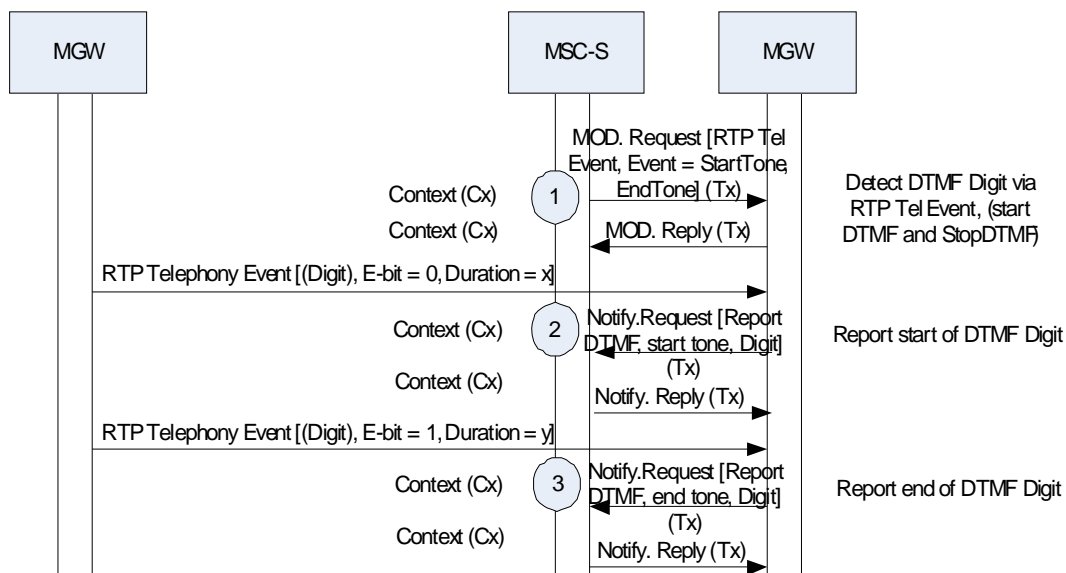 MGW
MSC-S
MGW
MOD. Request [RTP Tel
Event, Event = StartTone,
EndTone] (Tx)
Context (Cx)
1
Detect DTMF Digit via
RTP Tel Event, (start
DTMF and StopDTMF)
Context (Cx)
MOD. Reply (Tx)
RTP Telephony Event [(Digit), E-bit = 0, Duration = x]
Context (Cx)
2
Notify.Request [Report
DTMF, start tone, Digit]
(Tx)
Report start of DTMF Digit
Context (Cx)
Notify. Reply (Tx)
RTP Telephony Event [(Digit), E-bit = 1, Duration = y]
Context (Cx)
3
Notify.Request [Report
DTMF, end tone, Digit]
(Tx)
Report end of DTMF Digit
Context (Cx)
Notify. Reply (Tx)